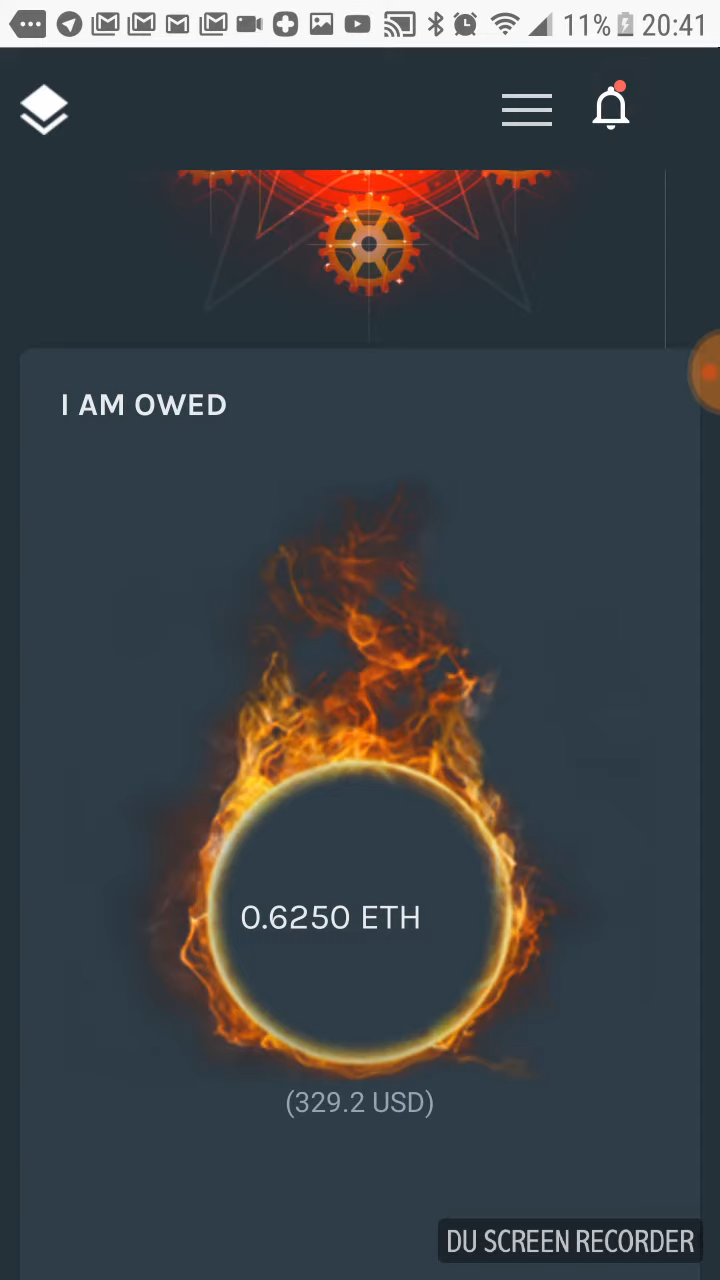 11% 20:41
I AM OWED
0.6250 ETH
(329.2 USD)
DU SCREEN RECORDER